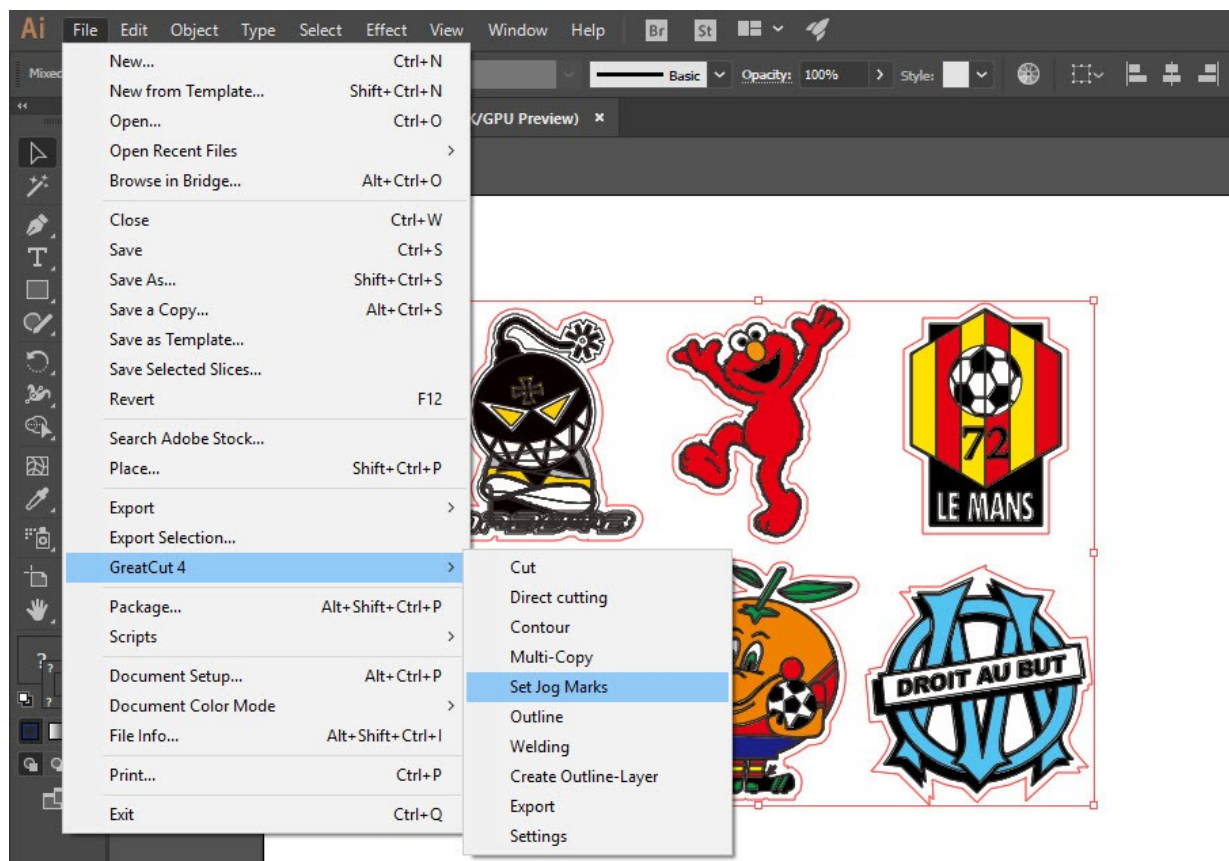 Ai File Edit Object Type Select Effect View Window Help Br St
Basic Opacity: 100% Style:
/GPU Preview) ×
New... Ctrl+N
New from Template... Shift+Ctrl+N
Open... Ctrl+O
Open Recent Files
Browse in Bridge... Alt+Ctrl+O
Close Ctrl+W
Save Ctrl+S
Save As... Shift+Ctrl+S
Save a Copy... Alt+Ctrl+S
Save as Template...
Save Selected Slices...
Revert F12
Search Adobe Stock...
Place... Shift+Ctrl+P
Export
Export Selection...
GreatCut 4
Package... Alt+Shift+Ctrl+P
Scripts
Document Setup... Alt+Ctrl+P
Document Color Mode
File Info... Alt+Shift+Ctrl+I
Print... Ctrl+P
Exit Ctrl+Q
Cut
Direct cutting
Contour
Multi-Copy
Set Jog Marks
Outline
Welding
Create Outline-Layer
Export
Settings
72
LE MANS
DROIT AU BUT